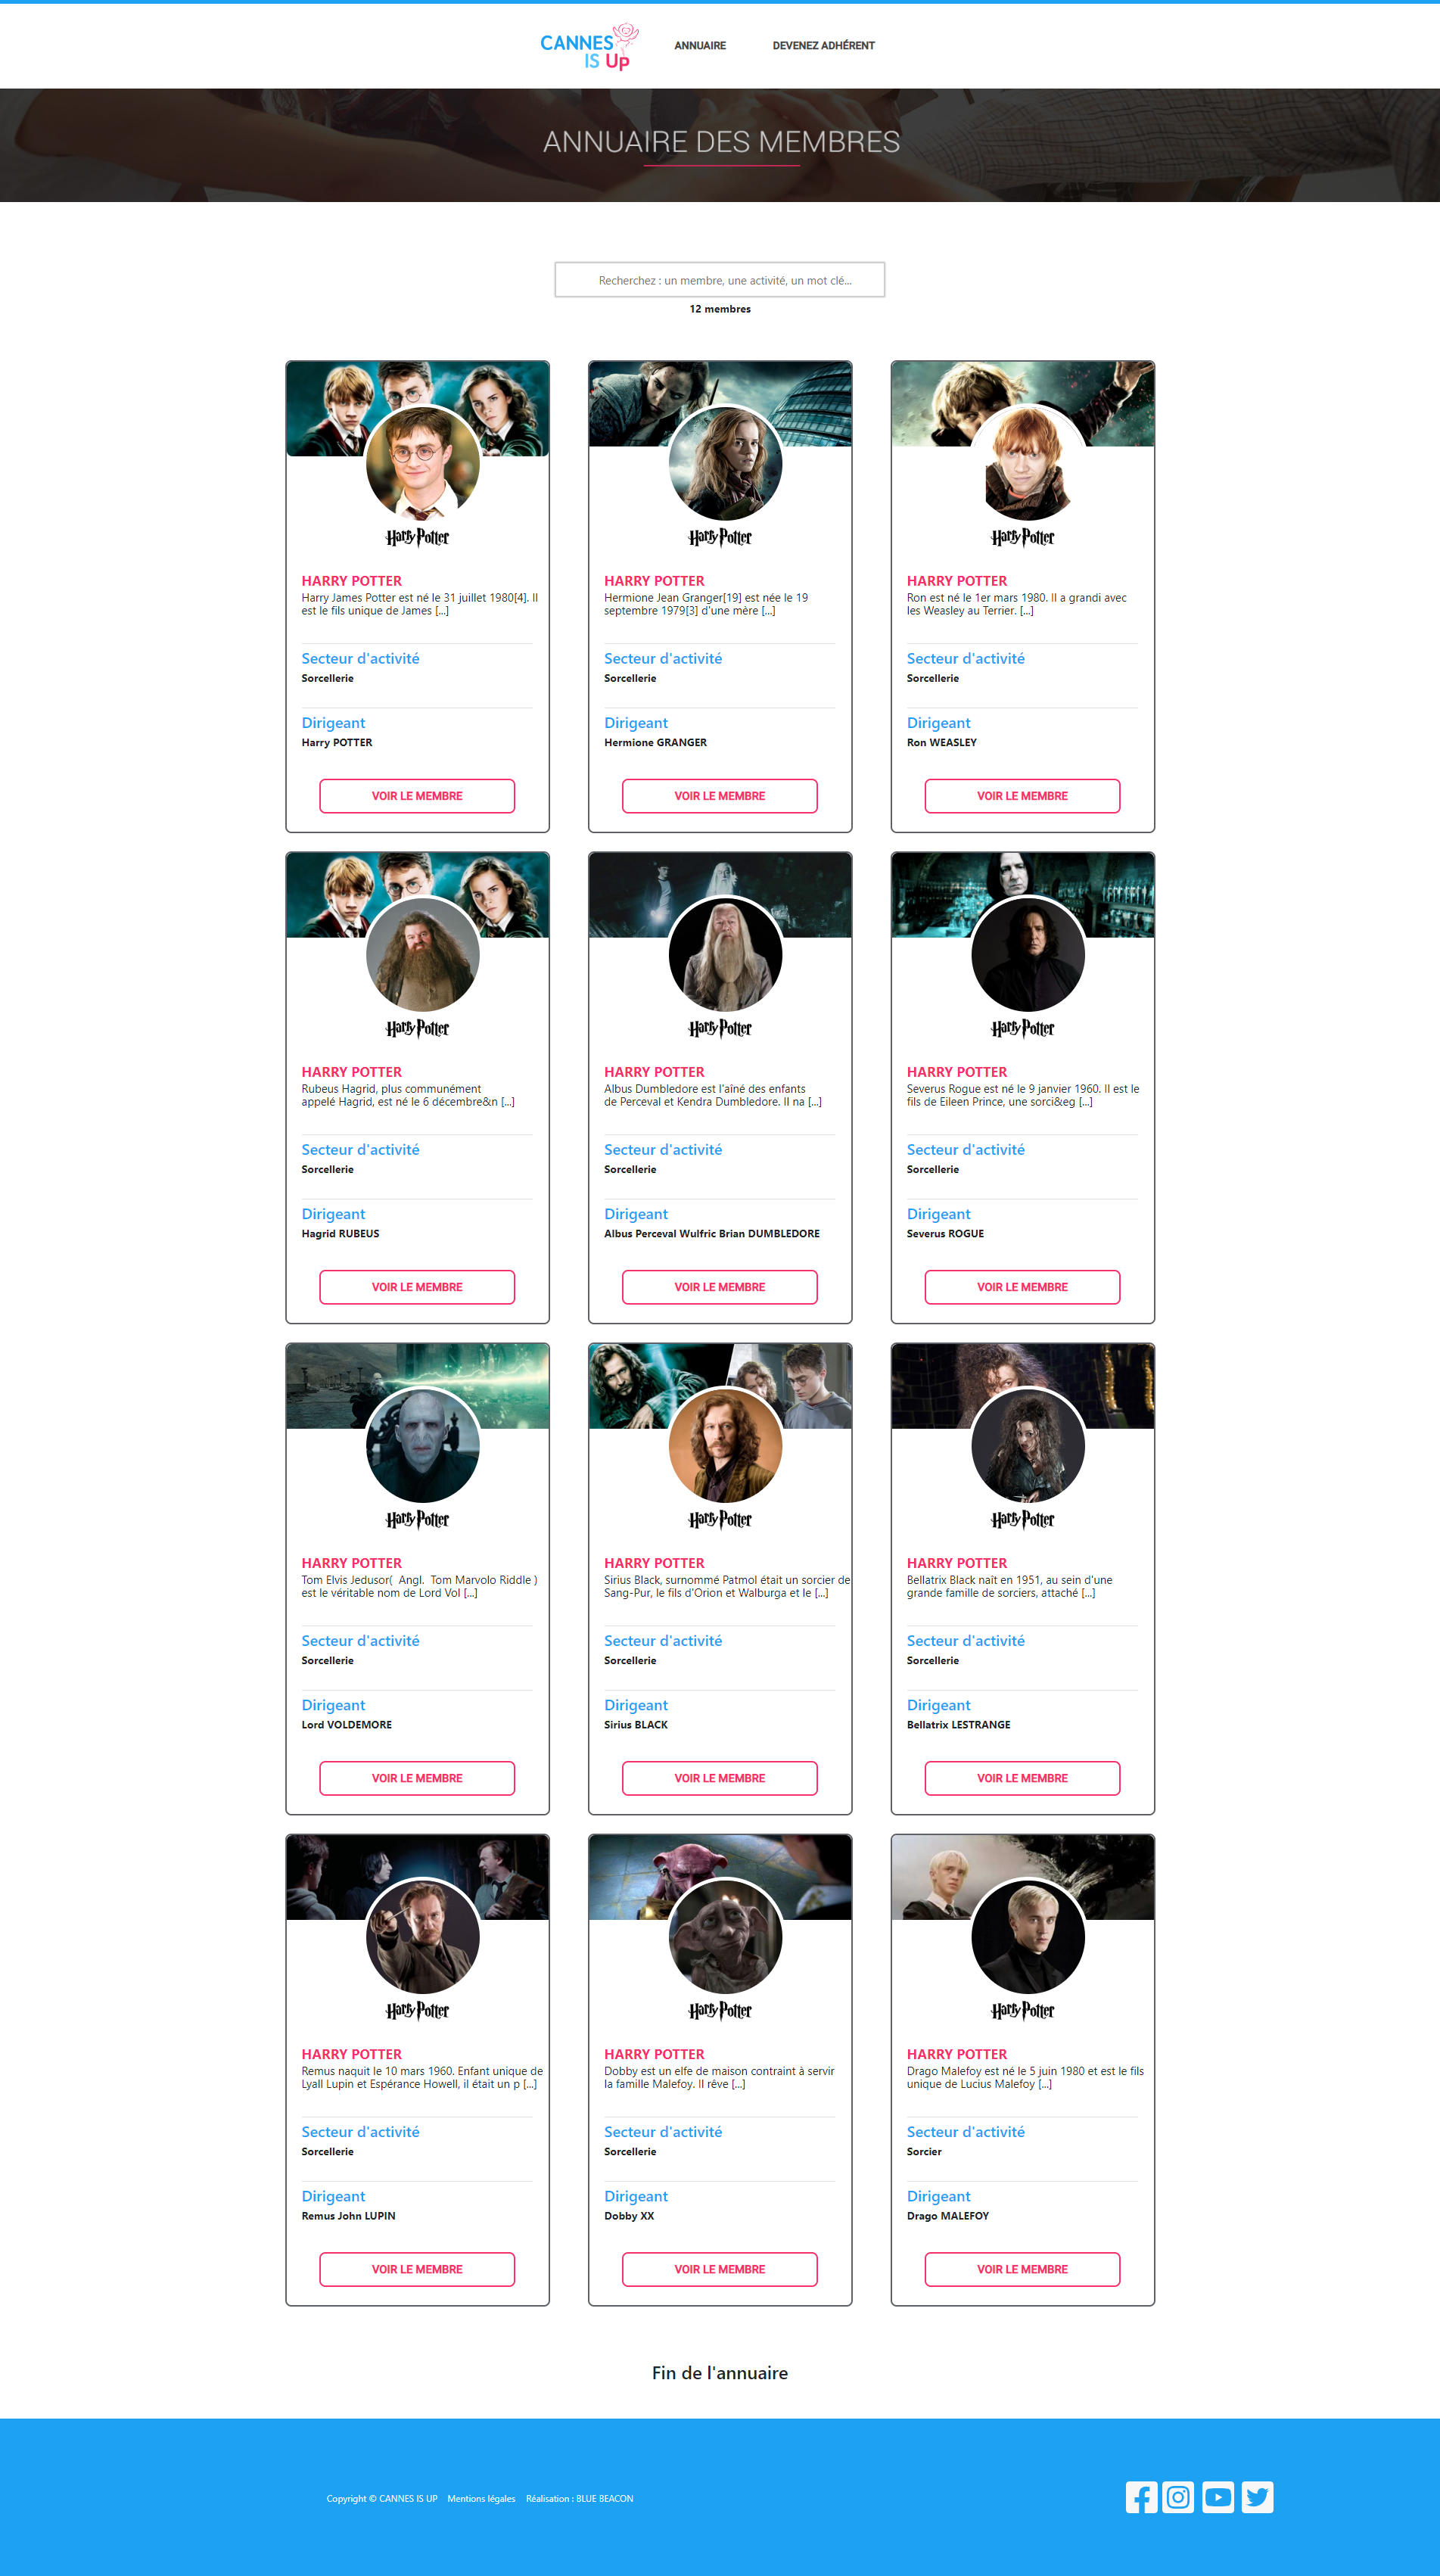 CANNES
IS Up
ANNUAIRE
DEVENEZ ADHÉRENT
ANNUAIRE DES MEMBRES
Recherchez : un membre, une activité, un mot clé...
12 membres
Harry Potter
HARRY POTTER
Harry James Potter est né le 31 juillet 1980[4]. Il
est le fils unique de James [...]
Secteur d'activité
Sorcellerie
Dirigeant
Harry POTTER
VOIR LE MEMBRE
Harry Potter
HARRY POTTER
Hermione Jean Granger[19] est née le 19
septembre 1979[3] d'une mère [...]
Secteur d'activité
Sorcellerie
Dirigeant
Hermione GRANGER
VOIR LE MEMBRE
Harry Potter
HARRY POTTER
Ron est né le 1er mars 1980. Il a grandi avec
les Weasley au Terrier. [...]
Secteur d'activité
Sorcellerie
Dirigeant
Ron WEASLEY
VOIR LE MEMBRE
Harry Potter
HARRY POTTER
Rubeus Hagrid, plus communément
appelé Hagrid, est né le 6 décembre&n [...]
Secteur d'activité
Sorcellerie
Dirigeant
Hagrid RUBEUS
VOIR LE MEMBRE
Harry Potter
HARRY POTTER
Albus Dumbledore est l'aîné des enfants
de Perceval et Kendra Dumbledore. Il na [...]
Secteur d'activité
Sorcellerie
Dirigeant
Albus Perceval Wulfric Brian DUMBLEDORE
VOIR LE MEMBRE
Harry Potter
HARRY POTTER
Severus Rogue est né le 9 janvier 1960. Il est le
fils de Eileen Prince, une sorci&eg [...]
Secteur d'activité
Sorcellerie
Dirigeant
Severus ROGUE
VOIR LE MEMBRE
Harry Potter
HARRY POTTER
Tom Elvis Jedusor(  Angl.  Tom Marvolo Riddle )
est le véritable nom de Lord Vol [...]
Secteur d'activité
Sorcellerie
Dirigeant
Lord VOLDEMORE
VOIR LE MEMBRE
Harry Potter
HARRY POTTER
Sirius Black, surnommé Patmol était un sorcier de
Sang-Pur, le fils d'Orion et Walburga et le [...]
Secteur d'activité
Sorcellerie
Dirigeant
Sirius BLACK
VOIR LE MEMBRE
Harry Potter
HARRY POTTER
Bellatrix Black naît en 1951, au sein d'une
grande famille de sorciers, attaché [...]
Secteur d'activité
Sorcellerie
Dirigeant
Bellatrix LESTRANGE
VOIR LE MEMBRE
Harry Potter
HARRY POTTER
Remus naquit le 10 mars 1960. Enfant unique de
Lyall Lupin et Espérance Howell, il était un p [...]
Secteur d'activité
Sorcellerie
Dirigeant
Remus John LUPIN
VOIR LE MEMBRE
Harry Potter
HARRY POTTER
Dobby est un elfe de maison contraint à servir
la famille Malefoy. Il rêve [...]
Secteur d'activité
Sorcellerie
Dirigeant
Dobby XX
VOIR LE MEMBRE
Harry Potter
HARRY POTTER
Drago Malefoy est né le 5 juin 1980 et est le fils
unique de Lucius Malefoy [...]
Secteur d'activité
Sorcier
Dirigeant
Drago MALEFOY
VOIR LE MEMBRE
Fin de l'annuaire
Copyright © CANNES IS UP Mentions légales Réalisation : BLUE BEACON